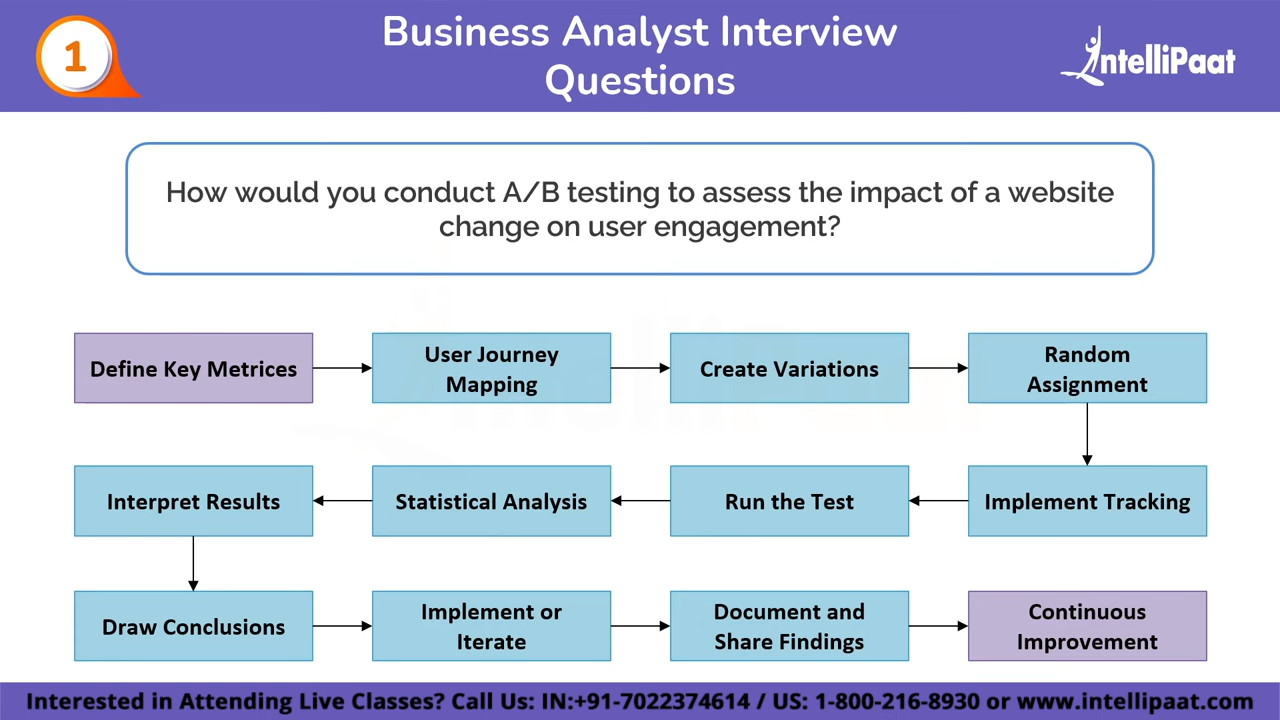 1
Business Analyst Interview
Questions
IntelliPaat
How would you conduct A/B testing to assess the impact of a website
change on user engagement?
Define Key Metrices
User Journey
Mapping
Create Variations
Random
Assignment
Interpret Results
Statistical Analysis
Run the Test
Implement Tracking
Draw Conclusions
Implement or
Iterate
Document and
Share Findings
Continuous
Improvement
Interested in Attending Live Classes? Call Us: IN:+91-7022374614 / US: 1-800-216-8930 or www.intellipaat.com